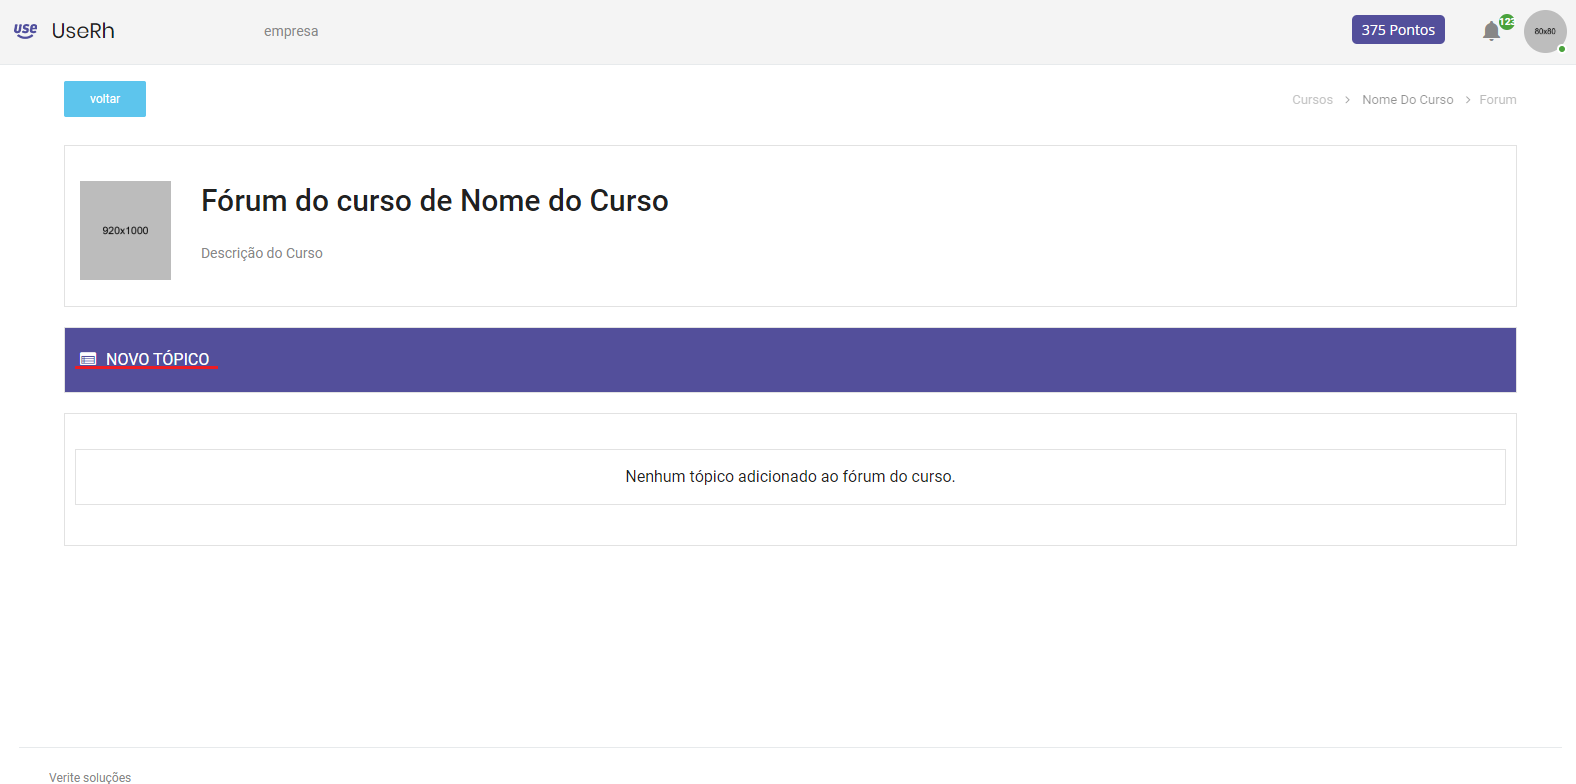 use UseRh empresa 375 Pontos 123 80x80
voltar Cursos > Nome Do Curso > Forum
Fórum do curso de Nome do Curso
920x1000
Descrição do Curso
NOVO TÓPICO
Nenhum tópico adicionado ao fórum do curso.
Verite soluções